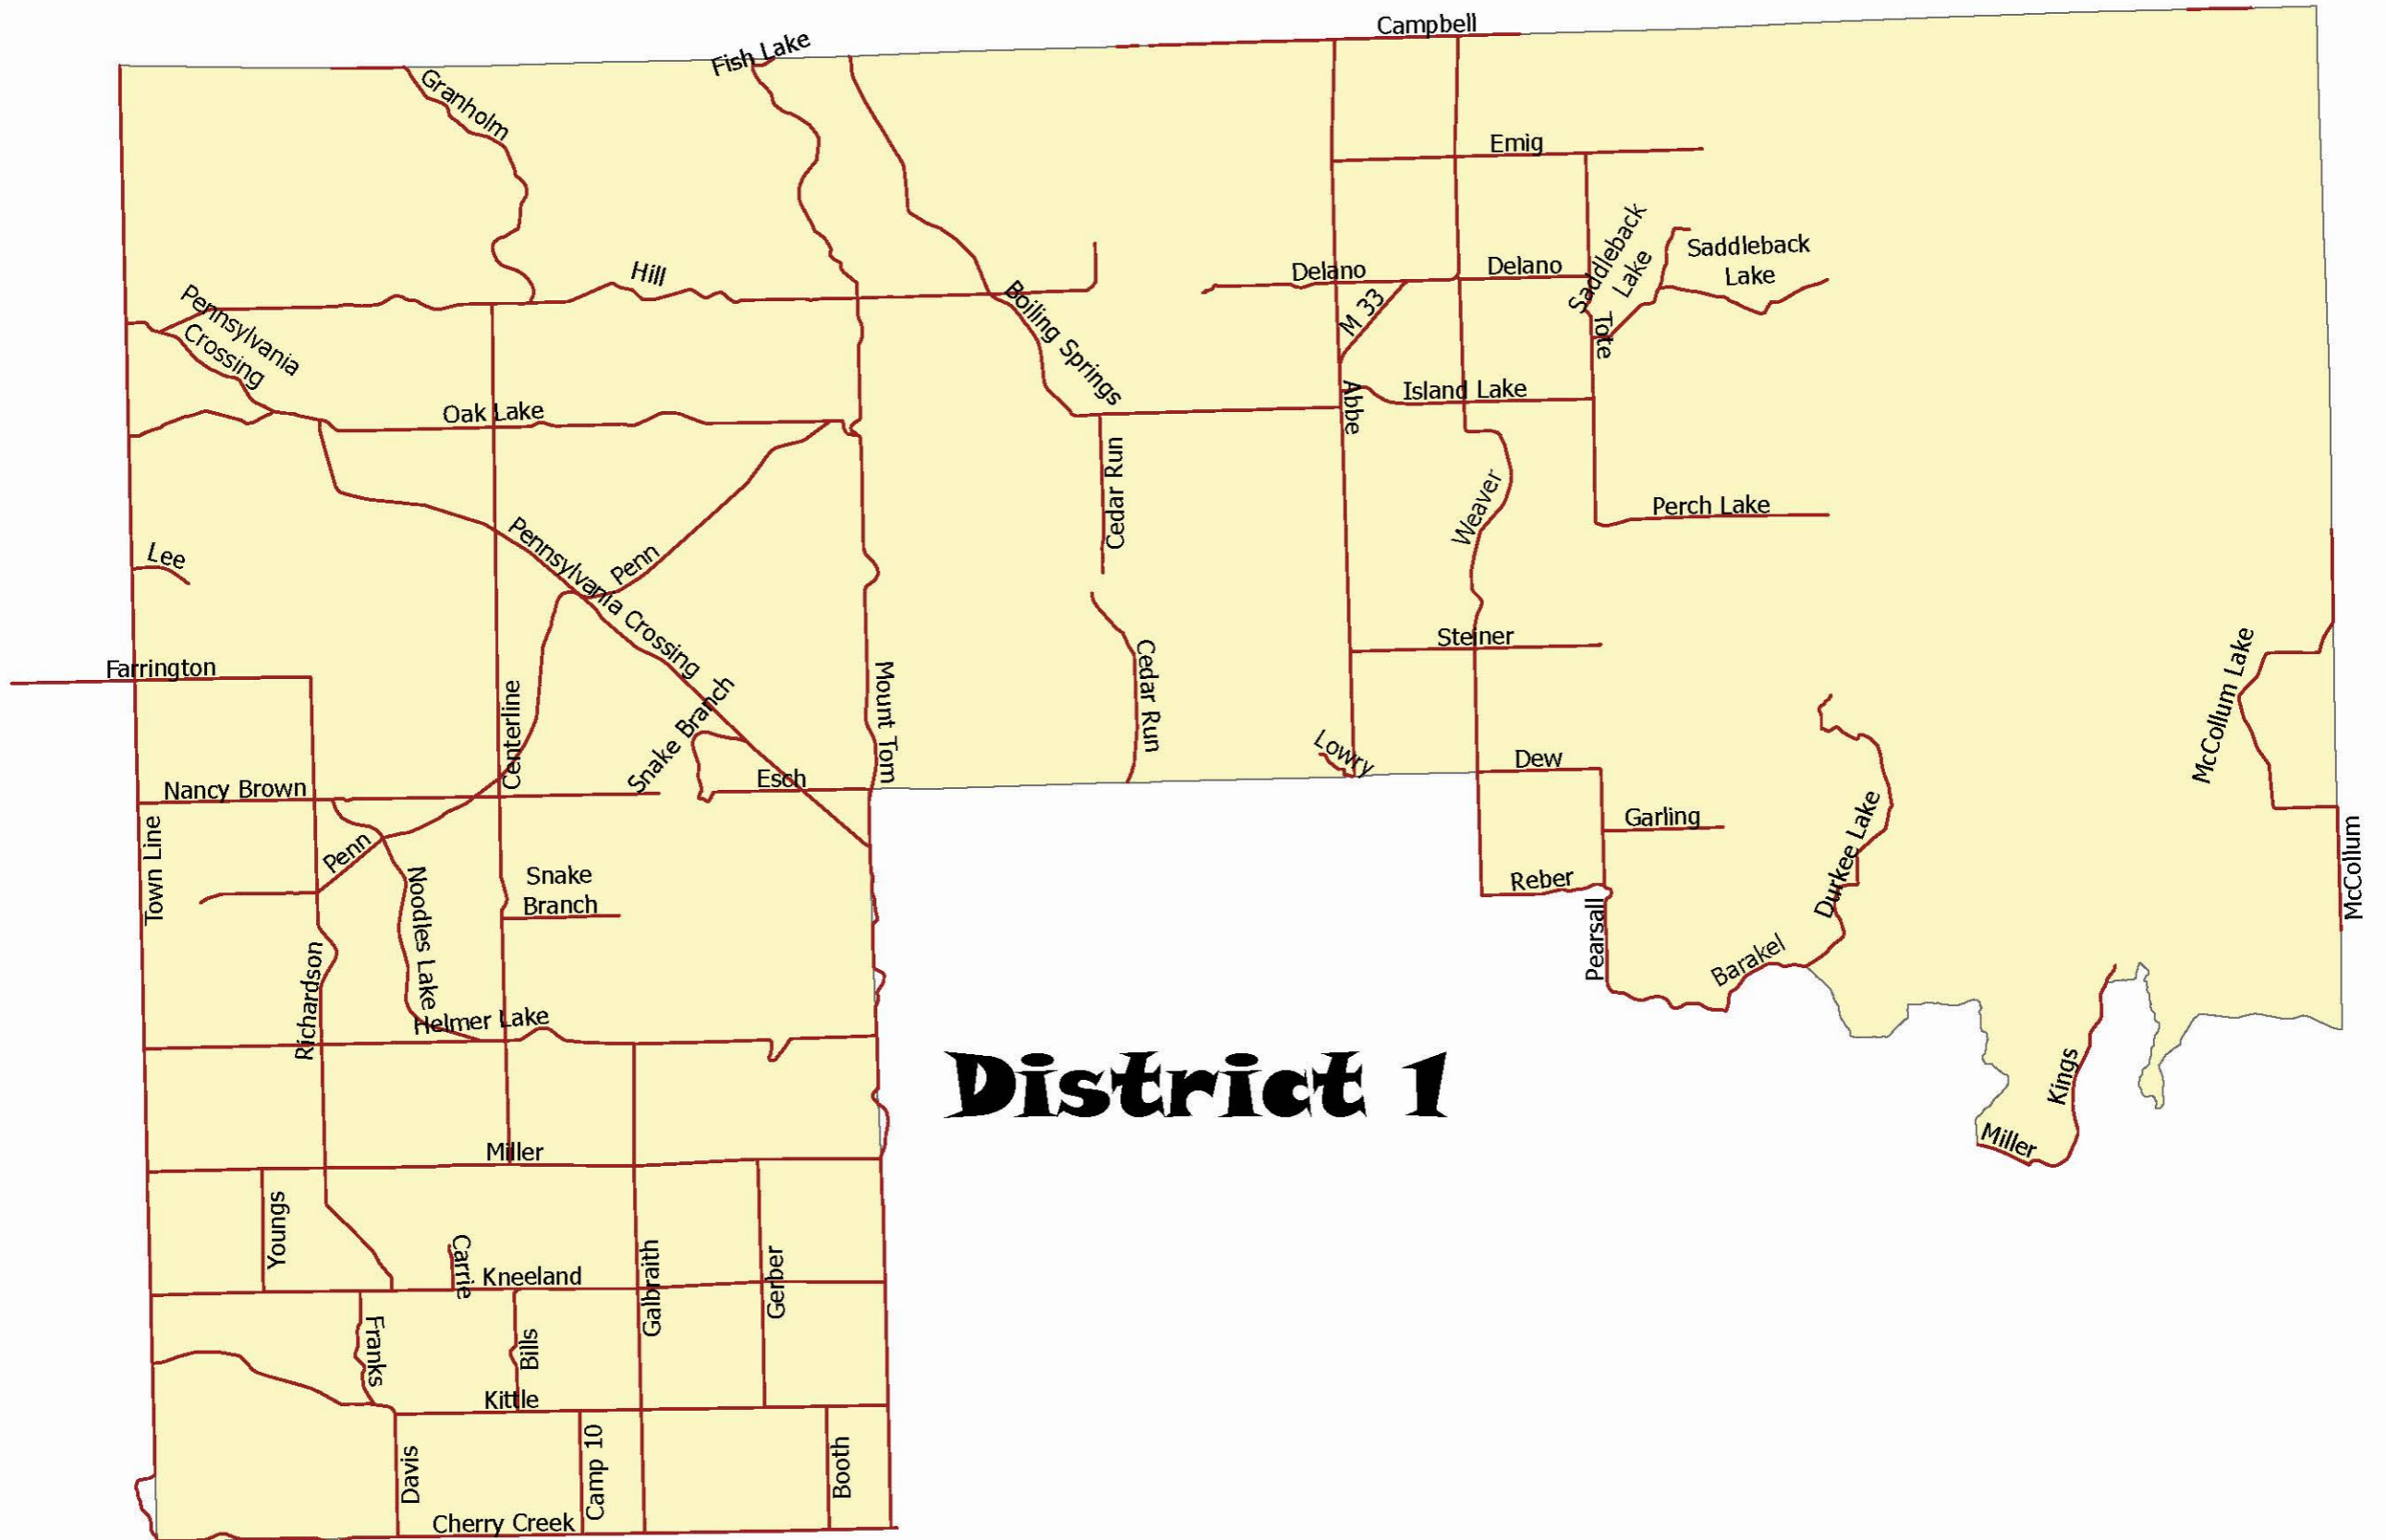 Campbell
Fish Lake
Granholm
Emig
Saddleback
Lake
Saddleback
Lake
Hill
Delano
Delano
Pennsylvania
Crossing
Boiling Springs
M 33
Tote
Oak Lake
Abbe
Island Lake
Cedar Run
Weaver
Perch Lake
Lee
Pennsylvania Crossing
Penn
Farrington
Centerline
Snake Branch
Mount Tom
Cedar Run
Steiner
McCollum Lake
Lowry
Dew
Nancy Brown
Esch
Garling
Durkee Lake
McCollum
Town Line
Penn
Noodles Lake
Snake
Branch
Reber
Pearsall
Barakel
Richardson
Helmer Lake
District 1
Kings
Miller
Miller
Youngs
Carrie
Kneeland
Galbraith
Gerber
Franks
Bills
Kittle
Davis
Camp 10
Booth
Cherry Creek